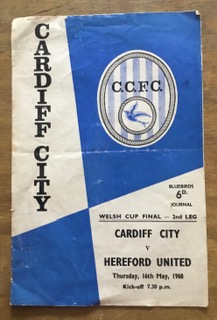 CARDIFF CITY
C.C.F.C.
BLUEBIRDS
6D.
JOURNAL
WELSH CUP FINAL — 2nd LEG
CARDIFF CITY
V
HEREFORD UNITED
Thursday, 16th May, 1968
Kick-off 7.30 p.m.